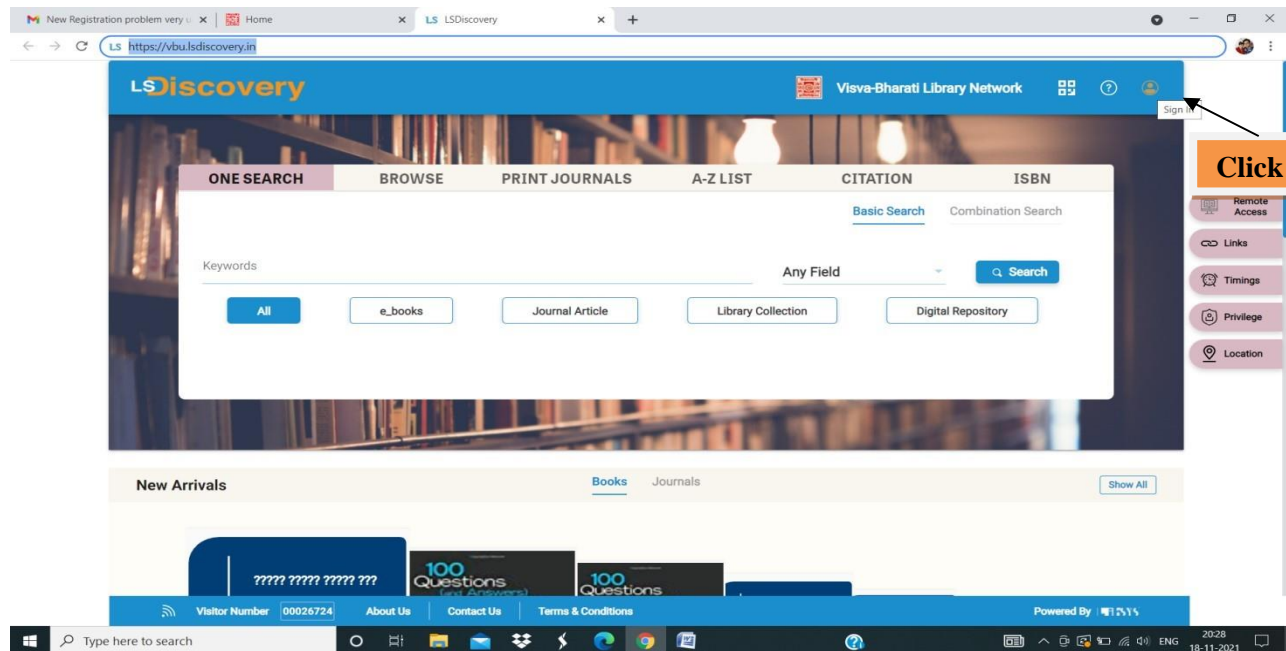 New Registration problem very u
Home
LS LSDiscovery
LS https://vbu.lsdiscovery.in
LSDiscovery
Visva-Bharati Library Network
Sign in
Click
ONE SEARCH BROWSE PRINT JOURNALS A-Z LIST CITATION ISBN
Basic Search Combination Search
Remote
Access
Links
Keywords
Any Field
Search
Timings
All e_books Journal Article Library Collection Digital Repository
Privilege
Location
New Arrivals
Books Journals
Show All
????? ????? ????? ???
100
Questions
(and Answers)
100
Questions
Visitor Number 00026724 About Us Contact Us Terms & Conditions
Powered By
Type here to search
ENG
20:28
18-11-2021